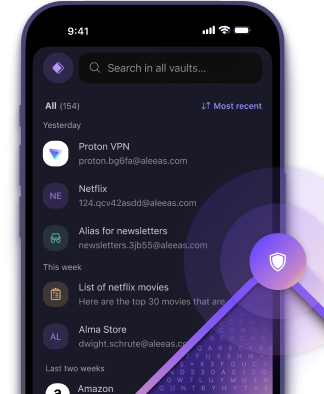 9:41
Search in all vaults...
All (154)
Most recent
Yesterday
Proton VPN
proton.bg6fa@aleeas.com
NE
Netflix
124.qcv42asdd@aleeas.com
Alias for newsletters
newsletters.3jb55@aleeas.com
This week
List of netflix movies
Here are the top 30 movies that are
AL
Alma Store
dwight.schrute@aleeas.co
Last two weeks
a
Amazon